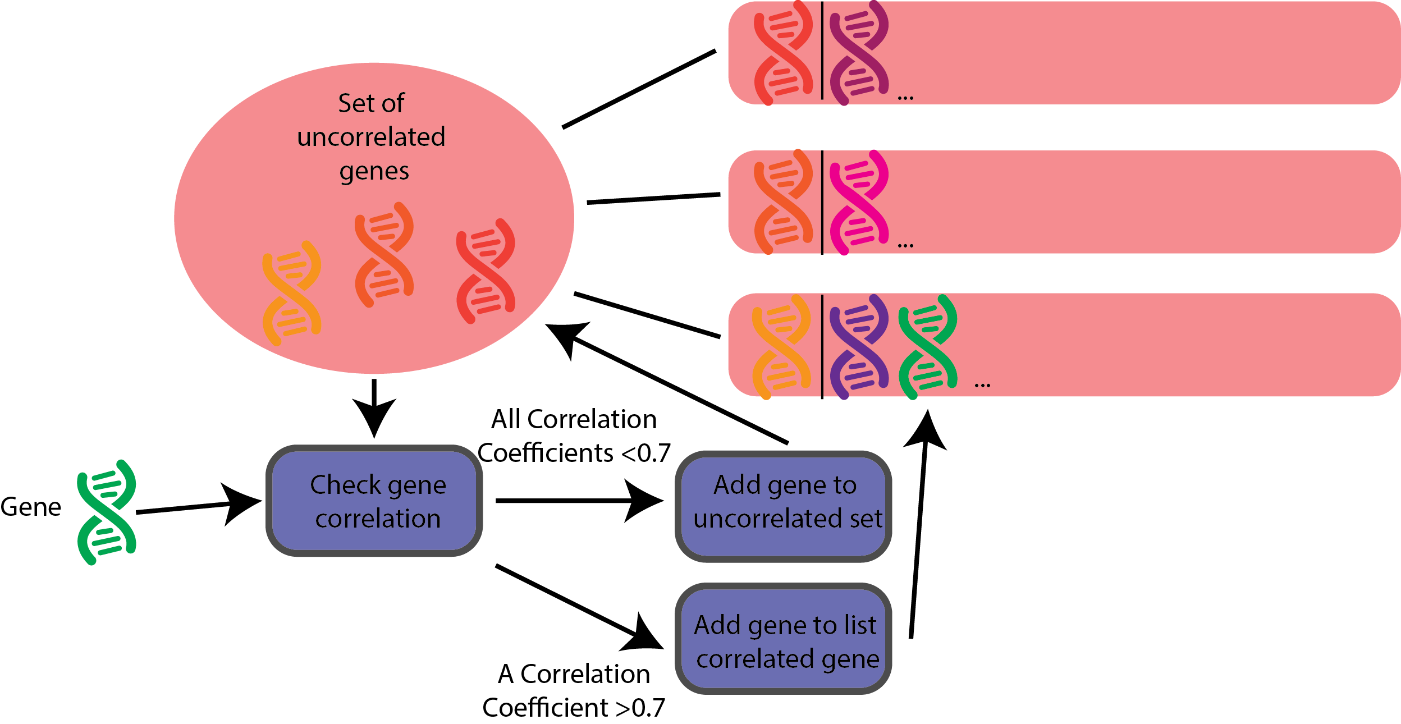 Set of
uncorrelated
genes
...
...
...
All Correlation
Coefficients <0.7
Gene
Check gene
correlation
Add gene to
uncorrelated set
Add gene to list
correlated gene
A Correlation
Coefficient >0.7